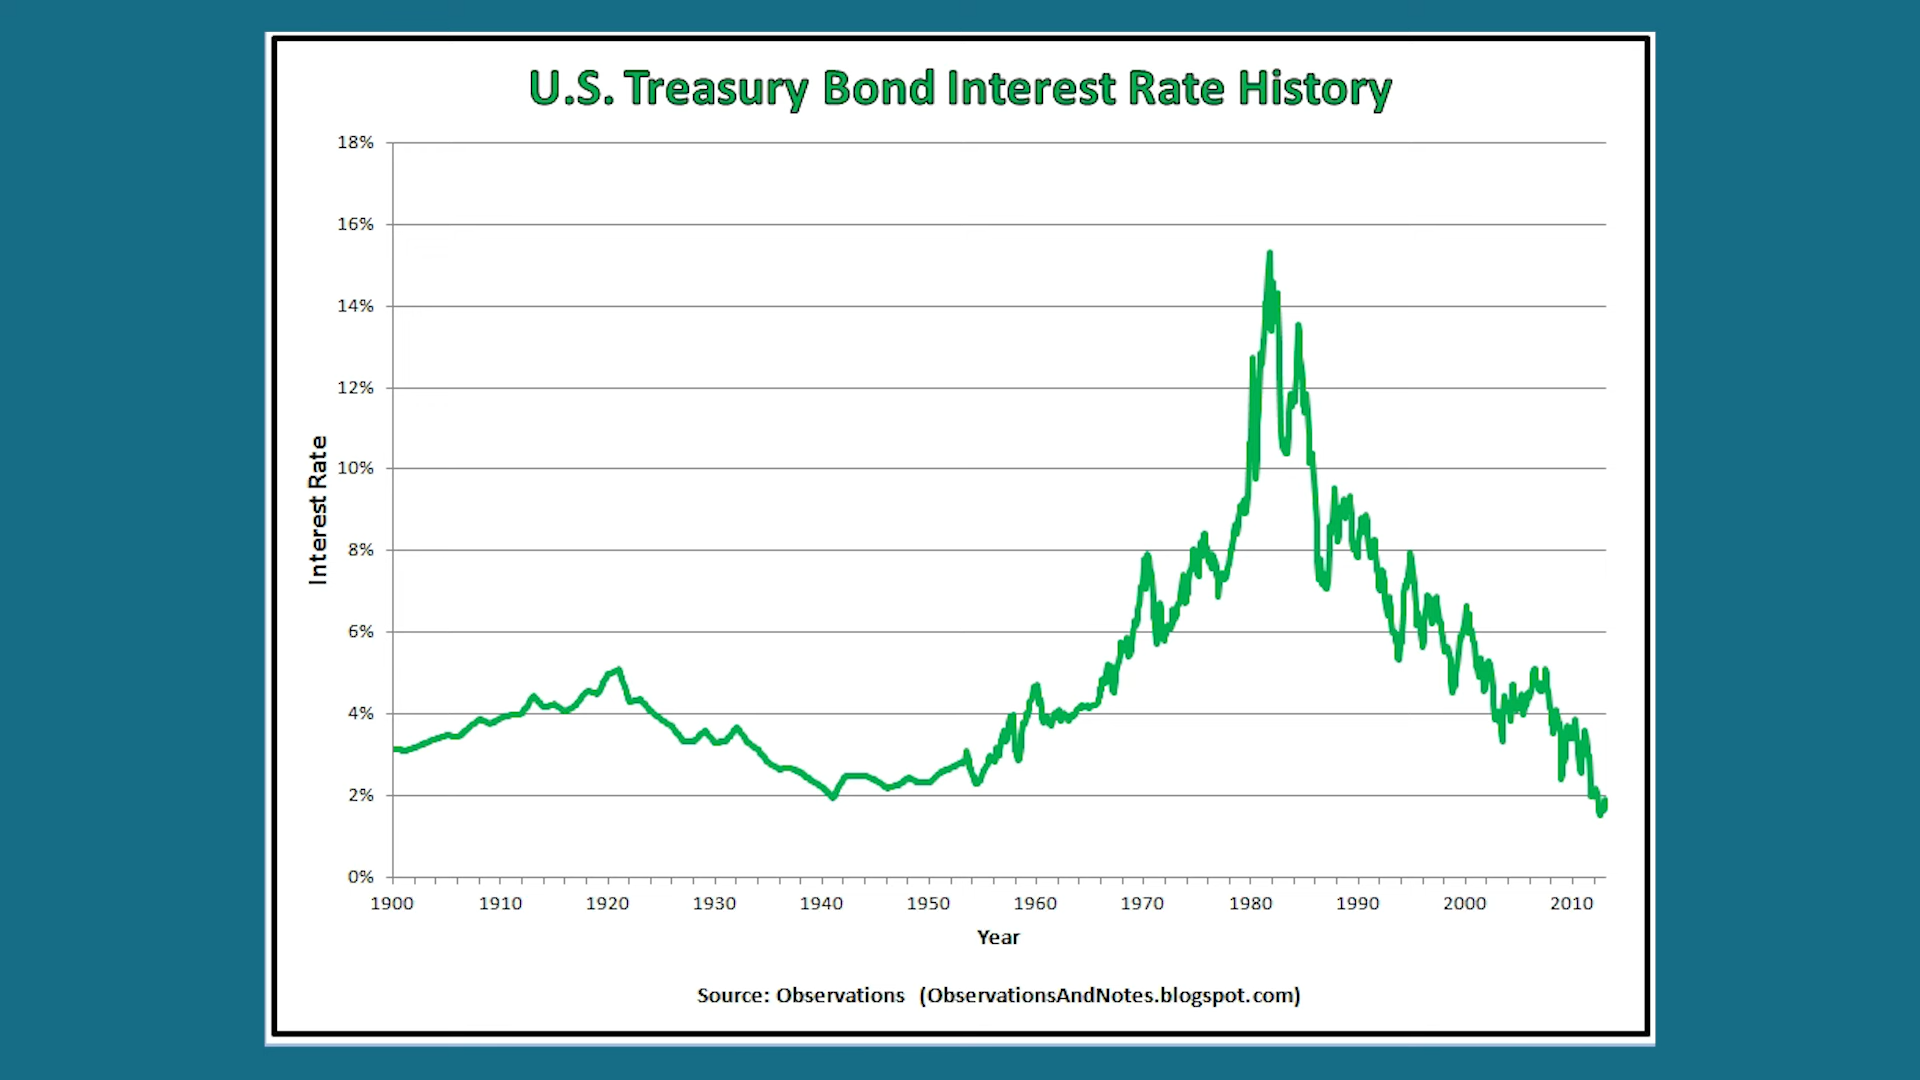 U.S. Treasury Bond Interest Rate History
18%
16%
14%
12%
10%
8%
6%
4%
2%
0%
Interest Rate
1900 1910 1920 1930 1940 1950 1960 1970 1980 1990 2000 2010
Year
Source: Observations (ObservationsAndNotes.blogspot.com)